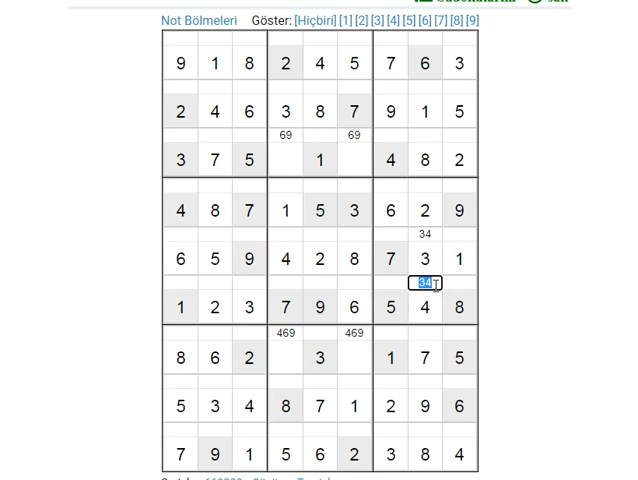 Not Bölmeleri Göster: [Hiçbiri] [1] [2] [3] [4] [5] [6] [7] [8] [9]
9 1 8 2 4 5 7 6 3
2 4 6 3 8 7 9 1 5
69 69
3 7 5 1 4 8 2
4 8 7 1 5 3 6 2 9
34
6 5 9 4 2 8 7 3 1
34
1 2 3 7 9 6 5 4 8
469 469
8 6 2 3 1 7 5
5 3 4 8 7 1 2 9 6
7 9 1 5 6 2 3 8 4